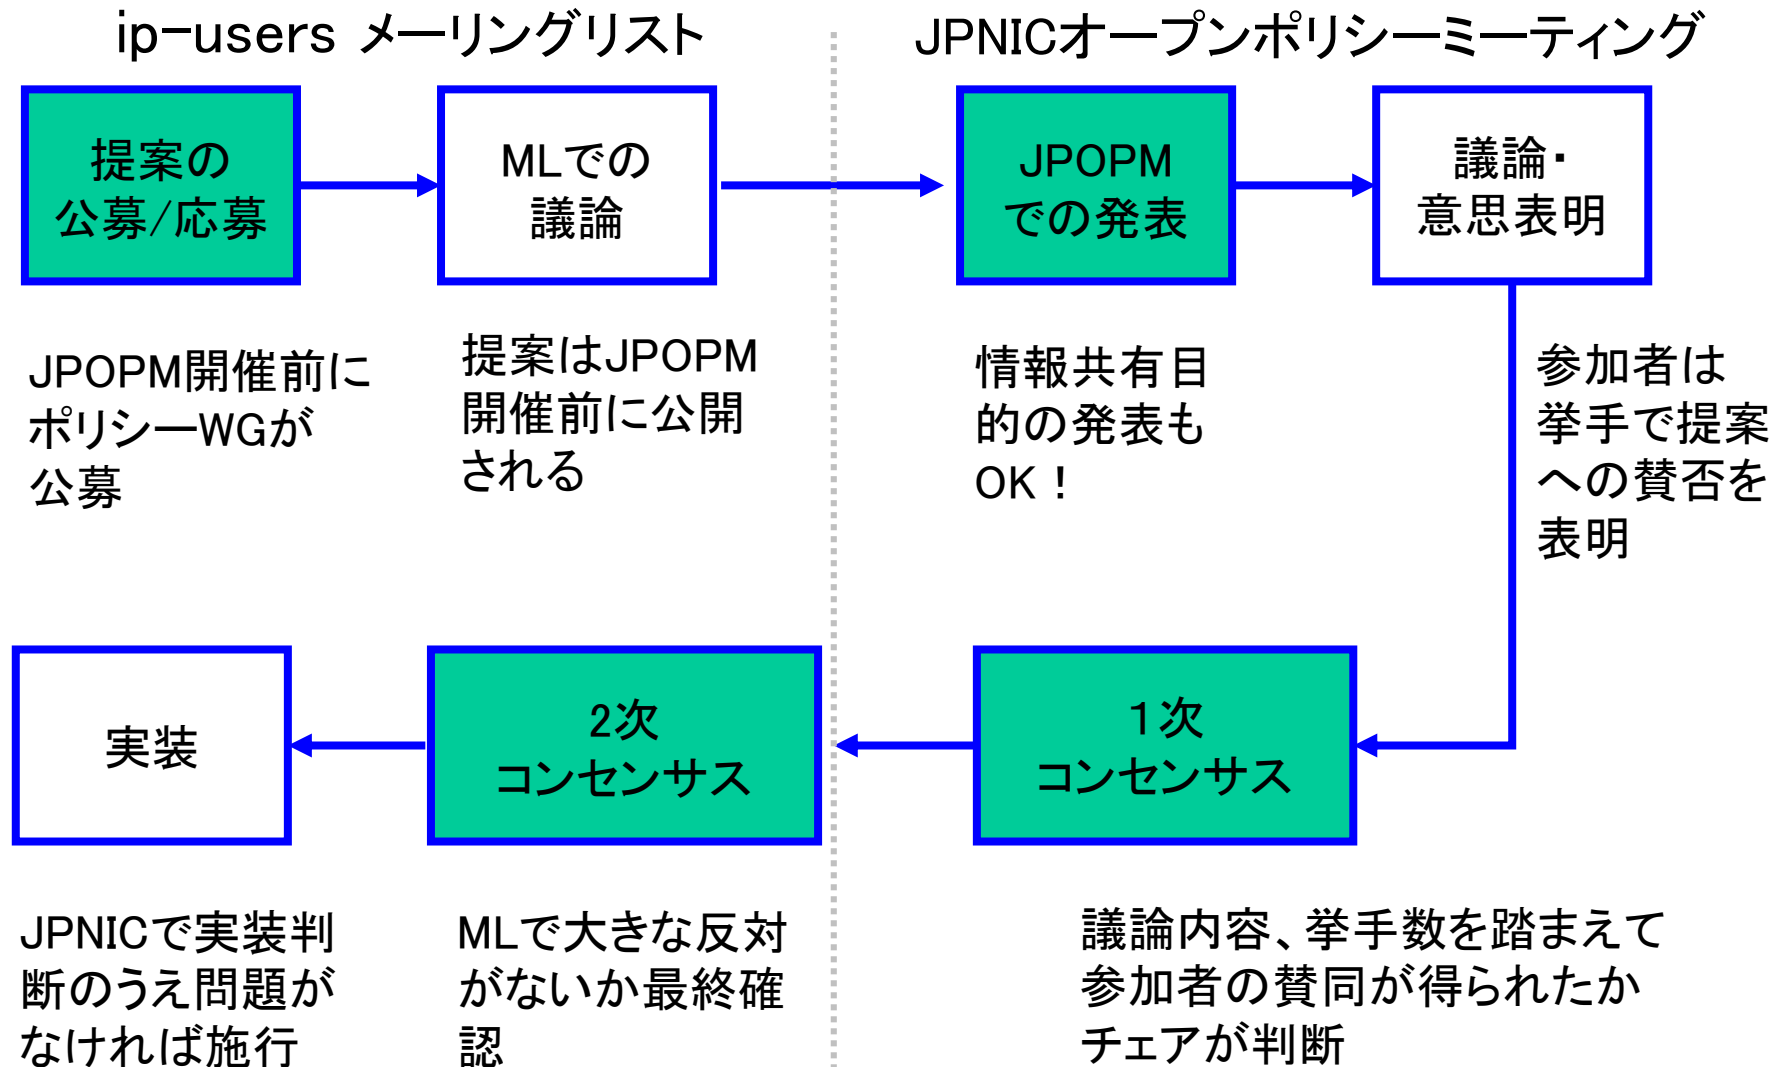 ip-users メーリングリスト
JPNICオープンポリシーミーティング
提案の
公募/応募
MLでの
議論
JPOPM
での発表
議論・
意思表明
JPOPM開催前に
ポリシーWGが
公募
提案はJPOPM
開催前に公開
される
情報共有目
的の発表も
OK！
参加者は
挙手で提案
への賛否を
表明
実装
2次
コンセンサス
１次
コンセンサス
JPNICで実装判
断のうえ問題が
なければ施行
MLで大きな反対
がないか最終確
認
議論内容、挙手数を踏まえて
参加者の賛同が得られたか
チェアが判断